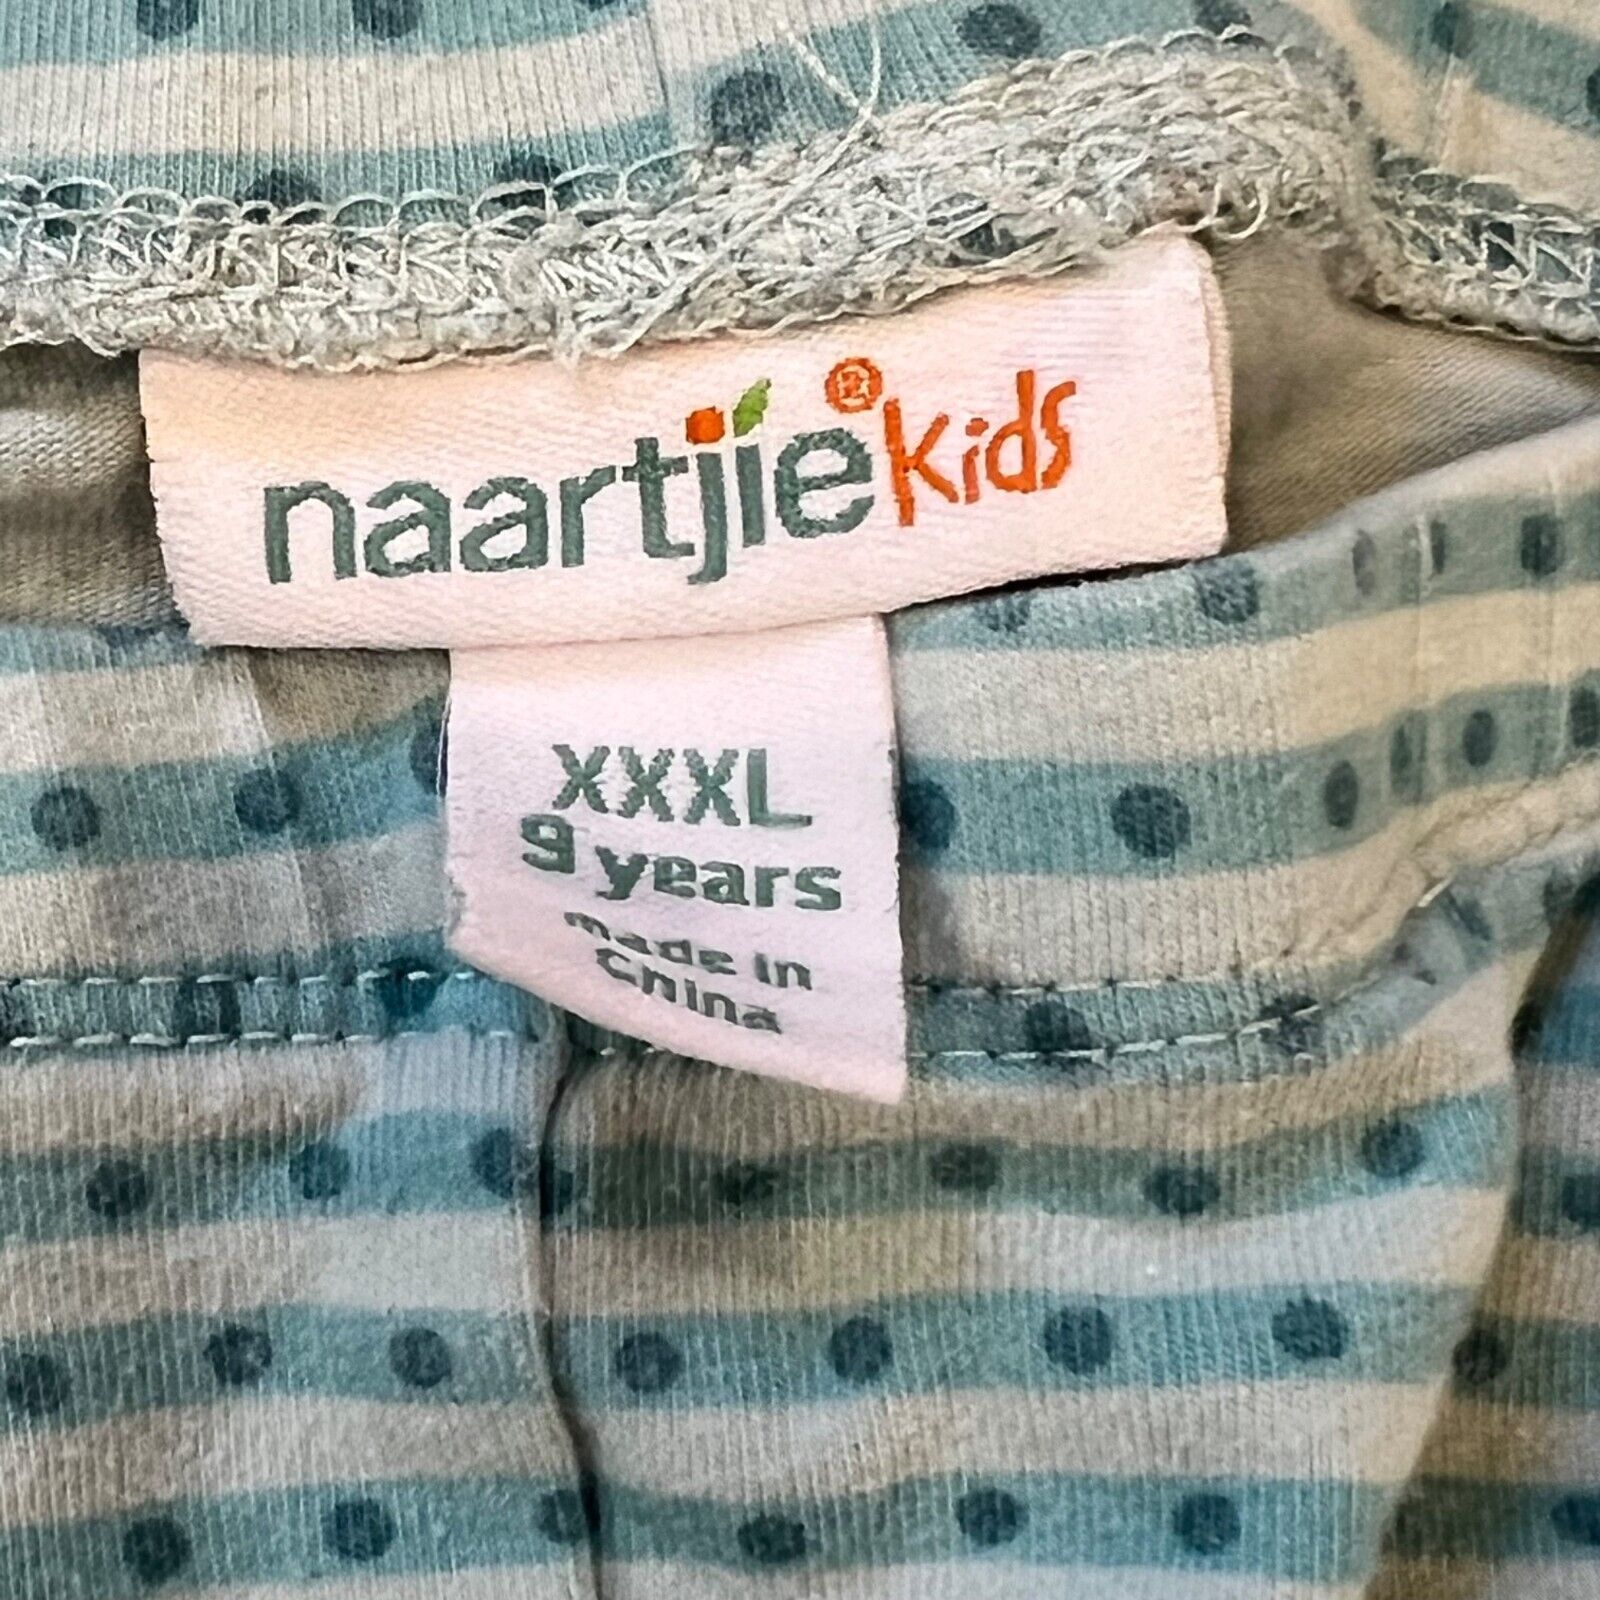 naartjie® kids
XXXL
9 years
made in
China